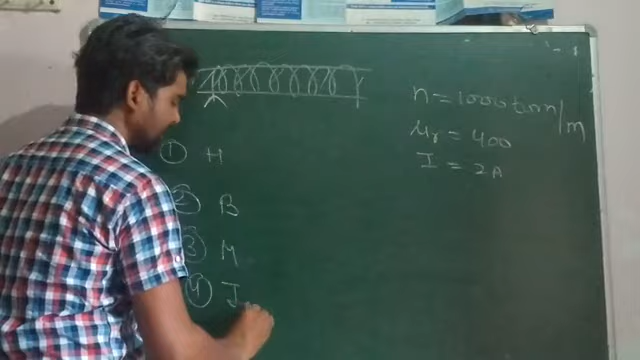 n = 1000 turn/m
μr = 400
I = 2A
① H
② B
③ M
④ I